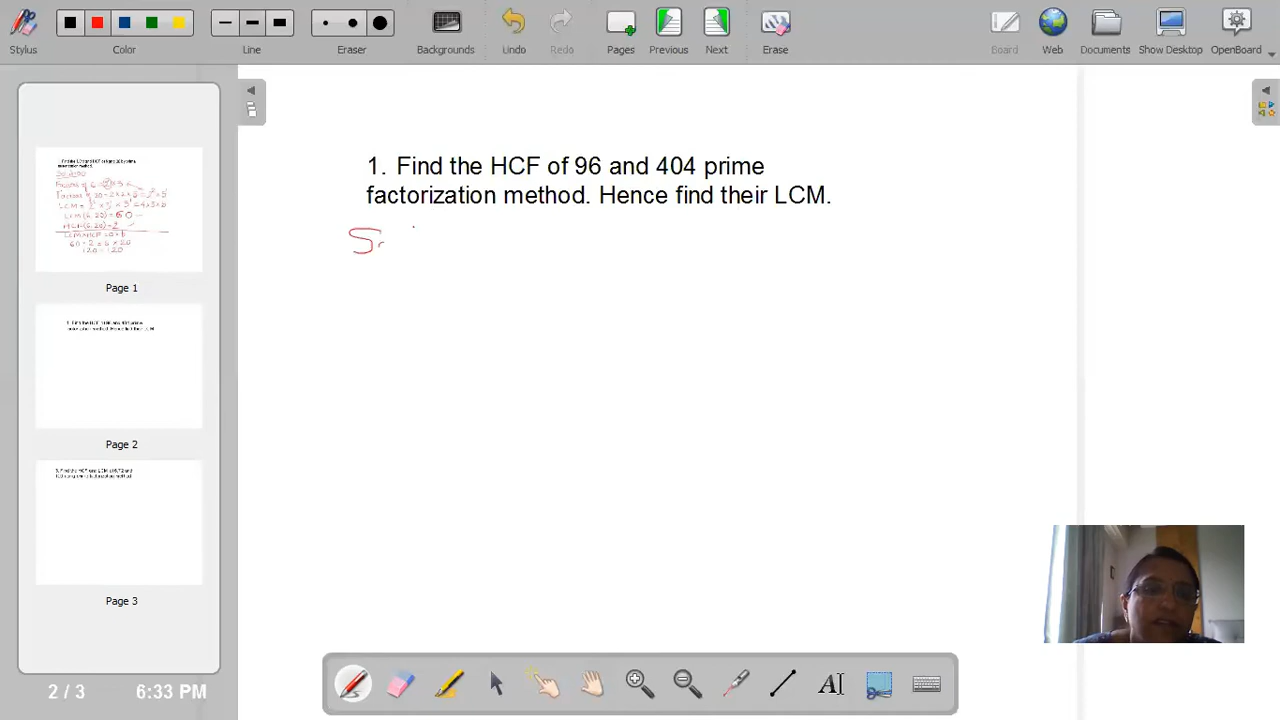 Stylus
Color
Line
Eraser
Backgrounds
Undo
Redo
Pages
Previous
Next
Erase
Board
Web
Documents
Show Desktop
OpenBoard
1. Find the HCF of 96 and 404 prime
factorization method. Hence find their LCM.
Page 1
Page 2
Page 3
2 / 3
6:33 PM